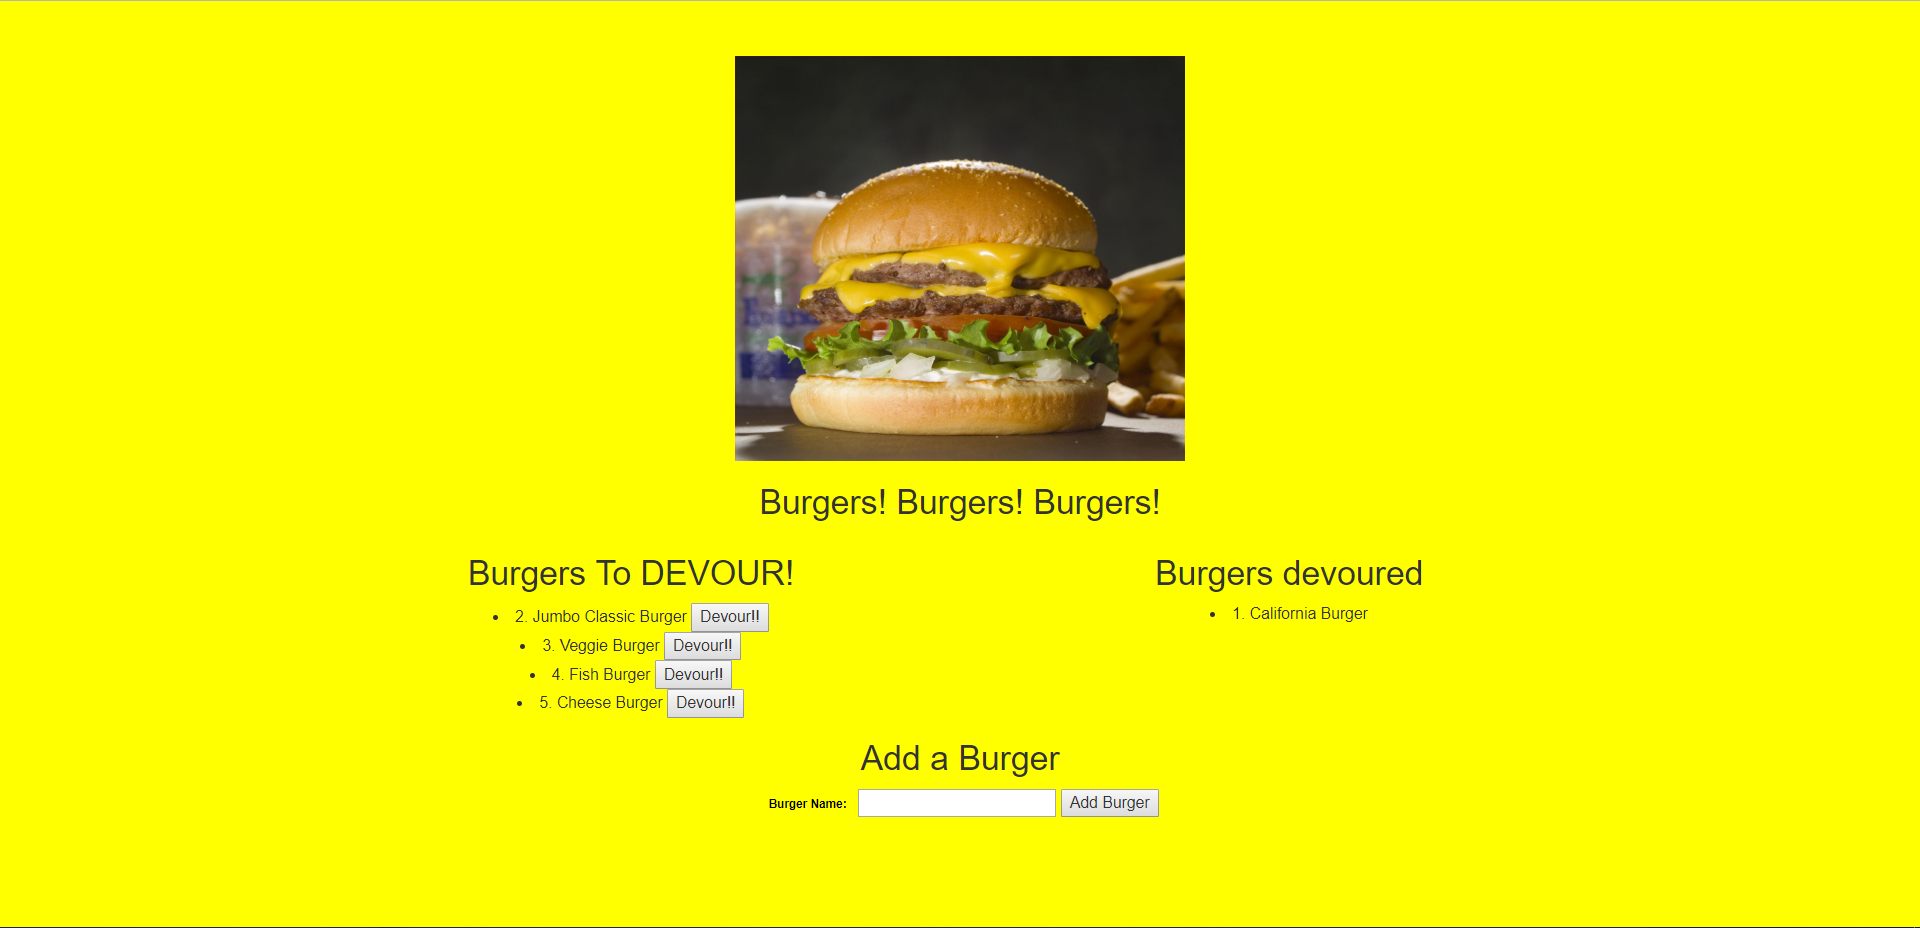 Burgers! Burgers! Burgers!
Burgers To DEVOUR!
2. Jumbo Classic Burger Devour!!
3. Veggie Burger Devour!!
4. Fish Burger Devour!!
5. Cheese Burger Devour!!
Burgers devoured
1. California Burger
Add a Burger
Burger Name: Add Burger